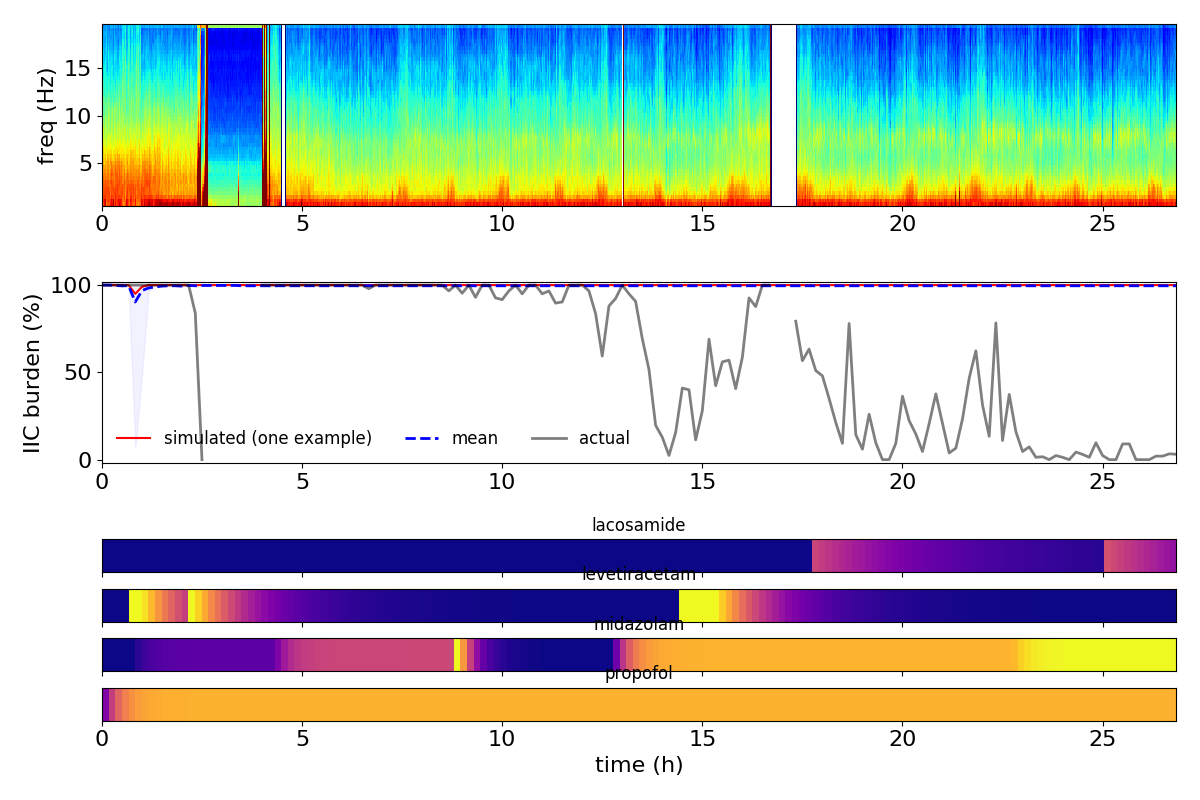 freq (Hz)
15
10
5
0 5 10 15 20 25
IIC burden (%)
100
50
0
simulated (one example) mean actual
0 5 10 15 20 25
lacosamide
levetiracetam
midazolam
propofol
0 5 10 15 20 25
time (h)